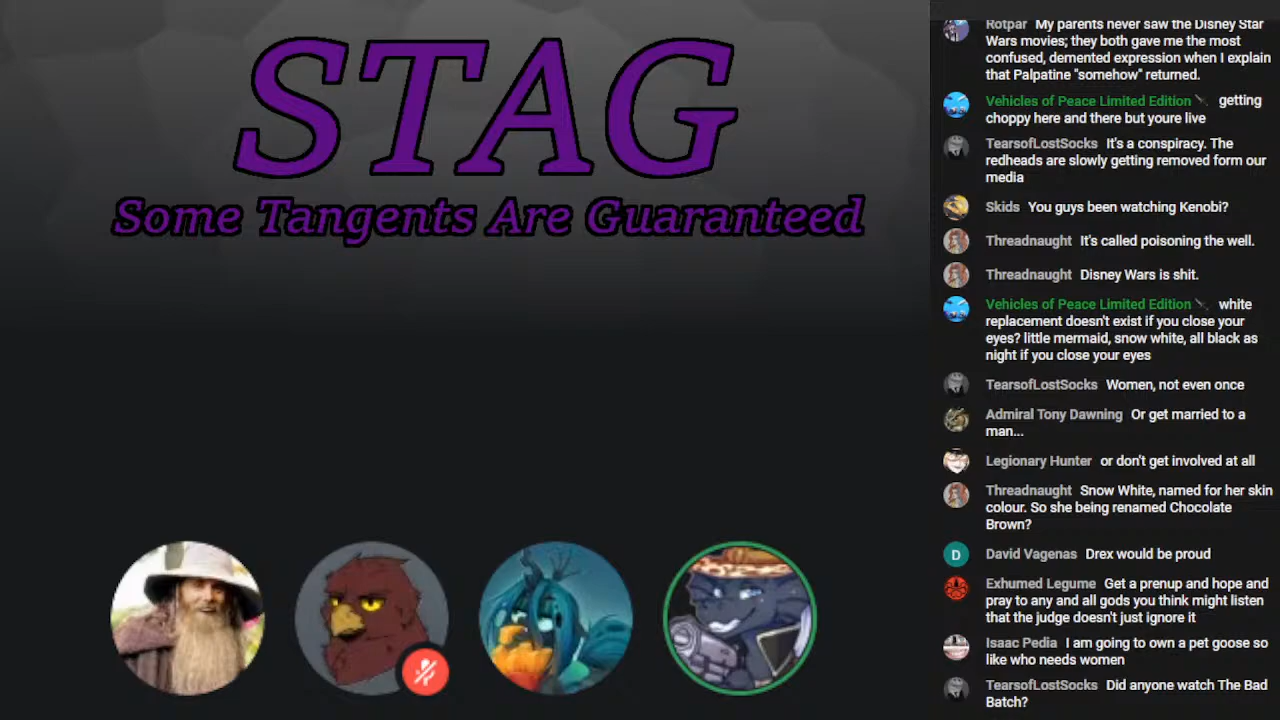 STAG
Some Tangents Are Guaranteed
Rotpar My parents never saw the Disney Star
Wars movies; they both gave me the most
confused, demented expression when I explain
that Palpatine "somehow" returned.
Vehicles of Peace Limited Edition getting
choppy here and there but youre live
TearsofLostSocks It's a conspiracy. The
redheads are slowly getting removed form our
media
Skids You guys been watching Kenobi?
Threadnaught It's called poisoning the well.
Threadnaught Disney Wars is shit.
Vehicles of Peace Limited Edition white
replacement doesn't exist if you close your
eyes? little mermaid, snow white, all black as
night if you close your eyes
TearsofLostSocks Women, not even once
Admiral Tony Dawning Or get married to a
man...
Legionary Hunter or don't get involved at all
Threadnaught Snow White, named for her skin
colour. So she being renamed Chocolate
Brown?
D David Vagenas Drex would be proud
Exhumed Legume Get a prenup and hope and
pray to any and all gods you think might listen
that the judge doesn't just ignore it
Isaac Pedia I am going to own a pet goose so
like who needs women
TearsofLostSocks Did anyone watch The Bad
Batch?